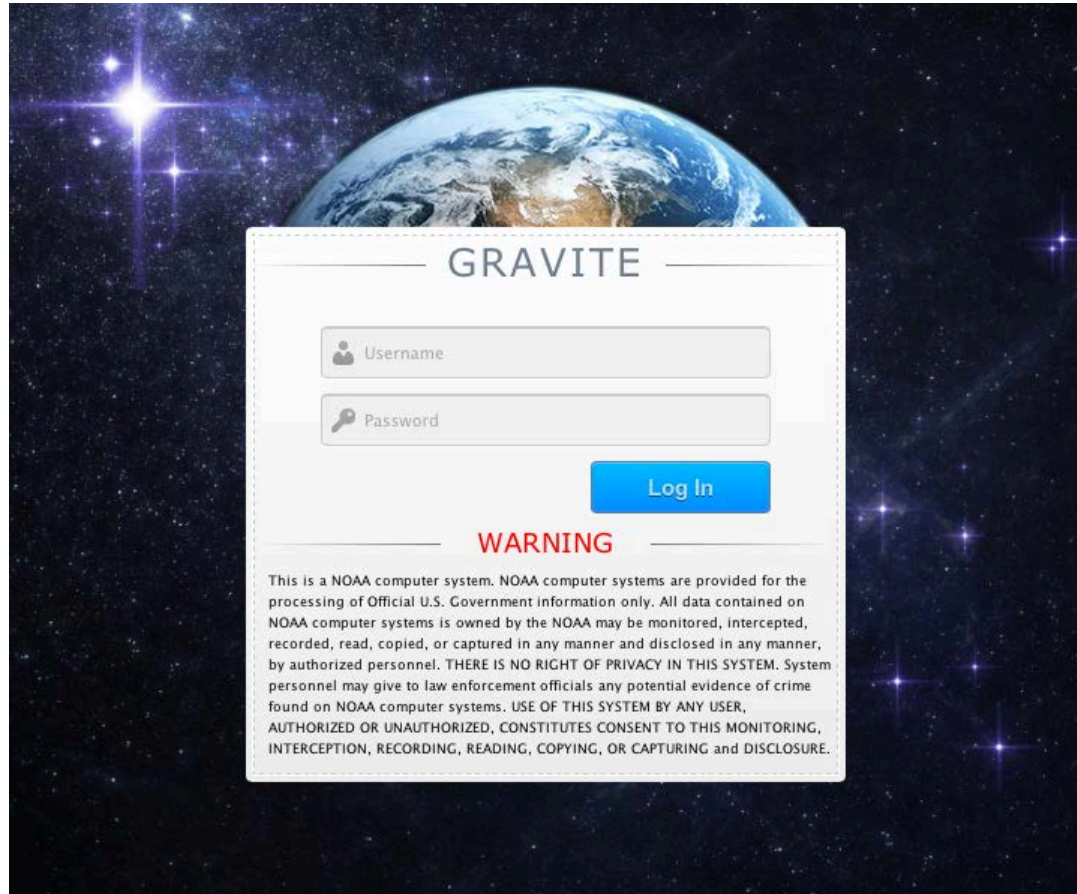 GRAVITE
Username
Password
Log In
WARNING
This is a NOAA computer system. NOAA computer systems are provided for the
processing of Official U.S. Government information only. All data contained on
NOAA computer systems is owned by the NOAA may be monitored, intercepted,
recorded, read, copied, or captured in any manner and disclosed in any manner,
by authorized personnel. THERE IS NO RIGHT OF PRIVACY IN THIS SYSTEM. System
personnel may give to law enforcement officials any potential evidence of crime
found on NOAA computer systems. USE OF THIS SYSTEM BY ANY USER,
AUTHORIZED OR UNAUTHORIZED, CONSTITUTES CONSENT TO THIS MONITORING,
INTERCEPTION, RECORDING, READING, COPYING, OR CAPTURING and DISCLOSURE.